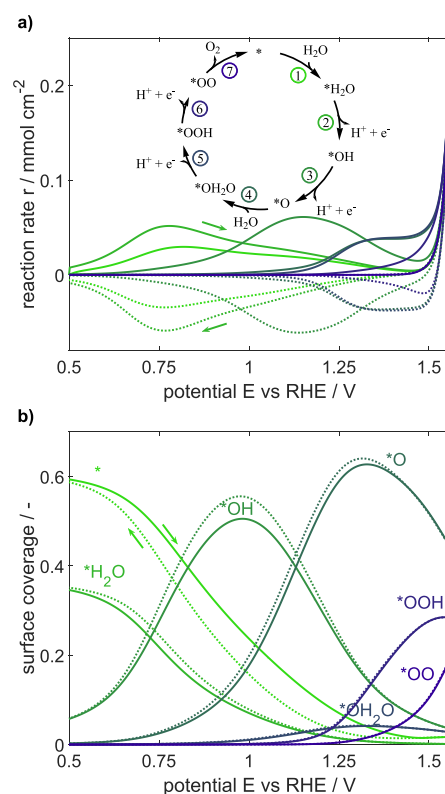 a)
0.2
0.1
0
reaction rate r / mmol cm⁻²
O₂
*
H₂O
7
1
*OO
*H₂O
H⁺ + e⁻
6
2
*OOH
H⁺ + e⁻
*OH
H⁺ + e⁻
5
3
*OH₂O
4
*O
H₂O
H⁺ + e⁻
0.5
0.75
1
1.25
1.5
potential E vs RHE / V
b)
0.6
0.4
0.2
0
surface coverage / -
*
*O
*OH
*H₂O
*OOH
*OO
*OH₂O
0.5
0.75
1
1.25
1.5
potential E vs RHE / V